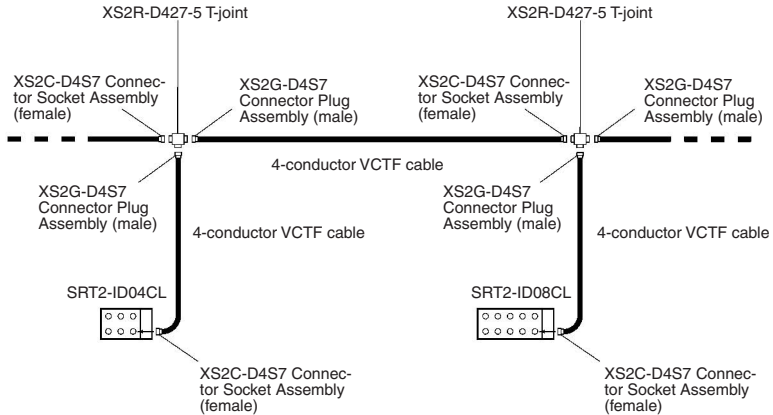 XS2R-D427-5 T-joint
XS2R-D427-5 T-joint
XS2C-D4S7 Connec-
tor Socket Assembly
(female)
XS2G-D4S7
Connector Plug
Assembly (male)
XS2C-D4S7 Connec-
tor Socket Assembly
(female)
XS2G-D4S7
Connector Plug
Assembly (male)
4-conductor VCTF cable
XS2G-D4S7
Connector Plug
Assembly (male)
XS2G-D4S7
Connector Plug
Assembly (male)
4-conductor VCTF cable
4-conductor VCTF cable
SRT2-ID04CL
SRT2-ID08CL
XS2C-D4S7 Connec-
tor Socket Assembly
(female)
XS2C-D4S7 Connec-
tor Socket Assembly
(female)